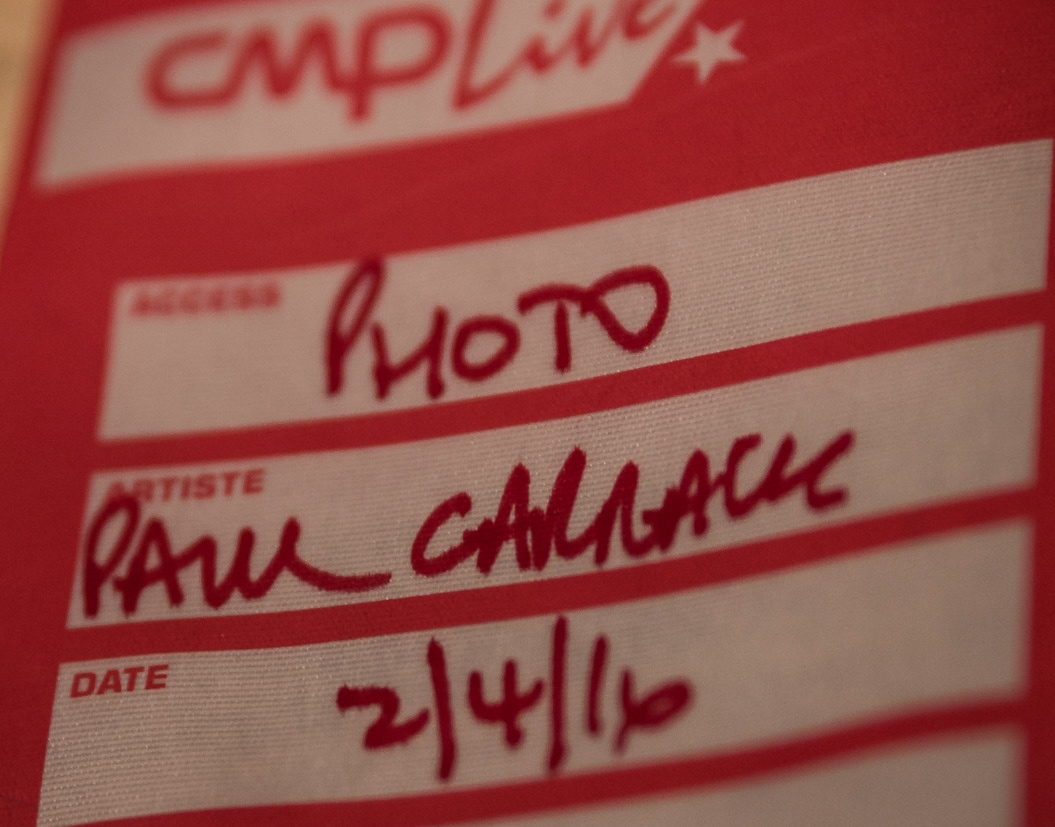 CMPLive
ACCESS
PHOTO
ARTISTE
PAUL CARRACK
DATE
2/4/16